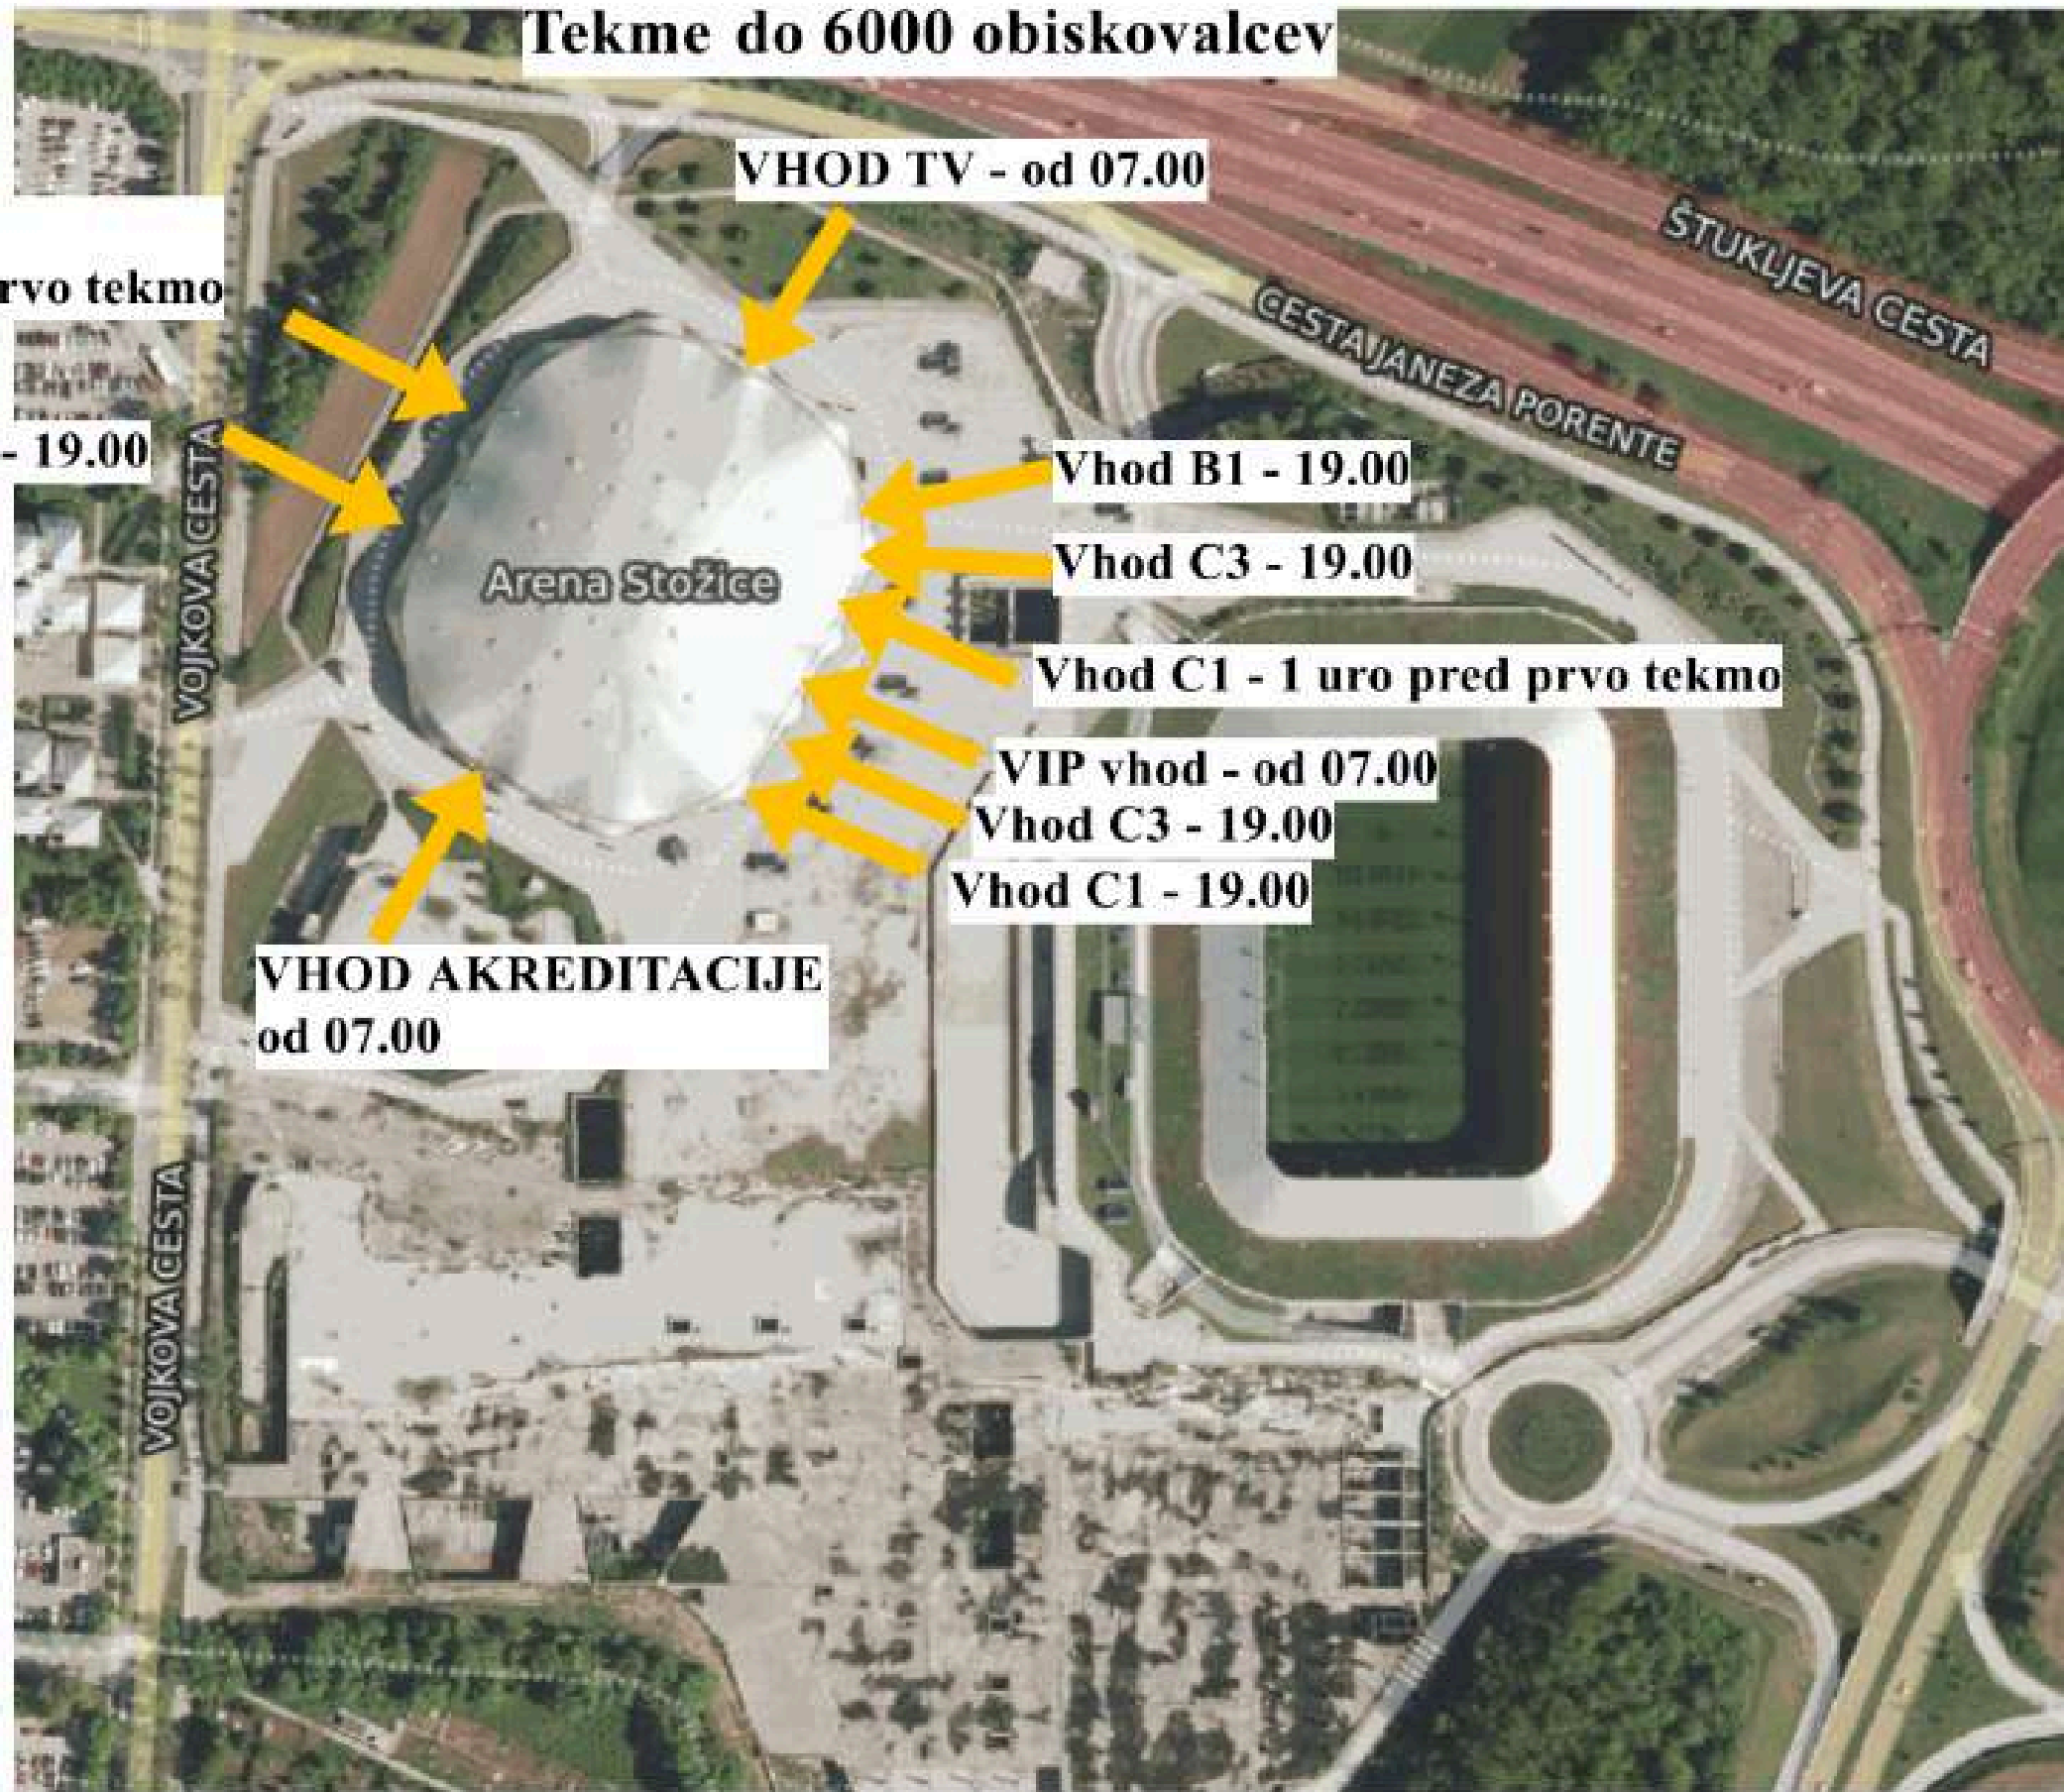 Tekme do 6000 obiskovalcev
VHOD TV - od 07.00
ŠTUKLJEVA CESTA
tekmo
CESTA JANEZA PORENTE
- 19.00
VOJKOVA CESTA
Vhod B1 - 19.00
Vhod C3 - 19.00
Arena Stožice
Vhod C1 - 1 uro pred prvo tekmo
VIP vhod - od 07.00
Vhod C3 - 19.00
Vhod C1 - 19.00
VHOD AKREDITACIJE
od 07.00
VOJKOVA CESTA